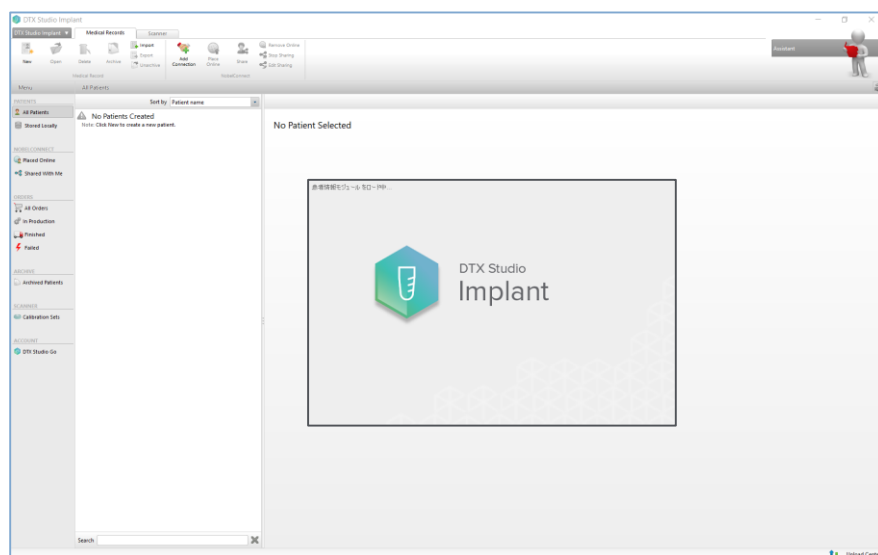 DTX Studio Implant
DTX Studio Implant
Medical Records
Scanner
New
Open
Delete
Archive
Import
Export
Unarchive
Add
Connection
Place
Online
Share
Remove Online
Stop Sharing
Edit Sharing
Medical Record
NobelConnect
Assistant
Menu
All Patients
PATIENTS
All Patients
Stored Locally
NOBELCONNECT
Placed Online
Shared With Me
ORDERS
All Orders
In Production
Finished
Failed
ARCHIVE
Archived Patients
SCANNER
Calibration Sets
ACCOUNT
DTX Studio Go
Sort by Patient name
No Patients Created
Note: Click New to create a new patient.
No Patient Selected
DTX Studio
Implant
Search
Upload Center